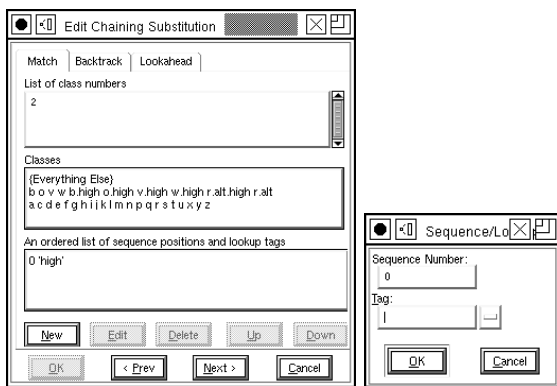 Edit Chaining Substitution
Match Backtrack Lookahead
List of class numbers
2
Classes
{Everything Else}
b o v w b.high o.high v.high w.high r.alt.high r.alt
a c d e f g h i j k l m n p q r s t u x y z
An ordered list of sequence positions and lookup tags
0 'high'
New Edit Delete Up Down
OK < Prev Next > Cancel
Sequence/Lo
Sequence Number:
0
Tag:
OK Cancel